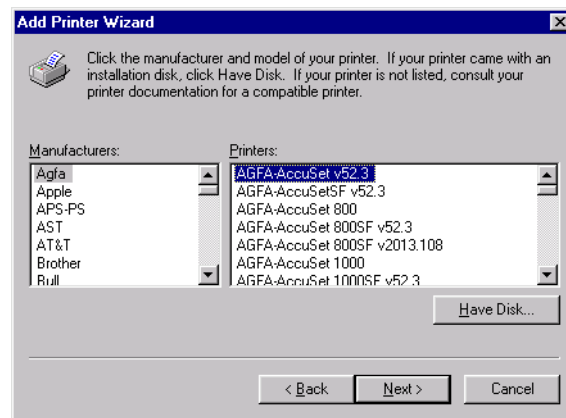 Add Printer Wizard
Click the manufacturer and model of your printer. If your printer came with an
installation disk, click Have Disk. If your printer is not listed, consult your
printer documentation for a compatible printer.
Manufacturers:
Agfa
Apple
APS-PS
AST
AT&T
Brother
Bull
Printers:
AGFA-AccuSet v52.3
AGFA-AccuSetSF v52.3
AGFA-AccuSet 800
AGFA-AccuSet 800SF v52.3
AGFA-AccuSet 800SF v2013.108
AGFA-AccuSet 1000
AGFA-AccuSet 1000SF v52.3
Have Disk...
< Back
Next >
Cancel